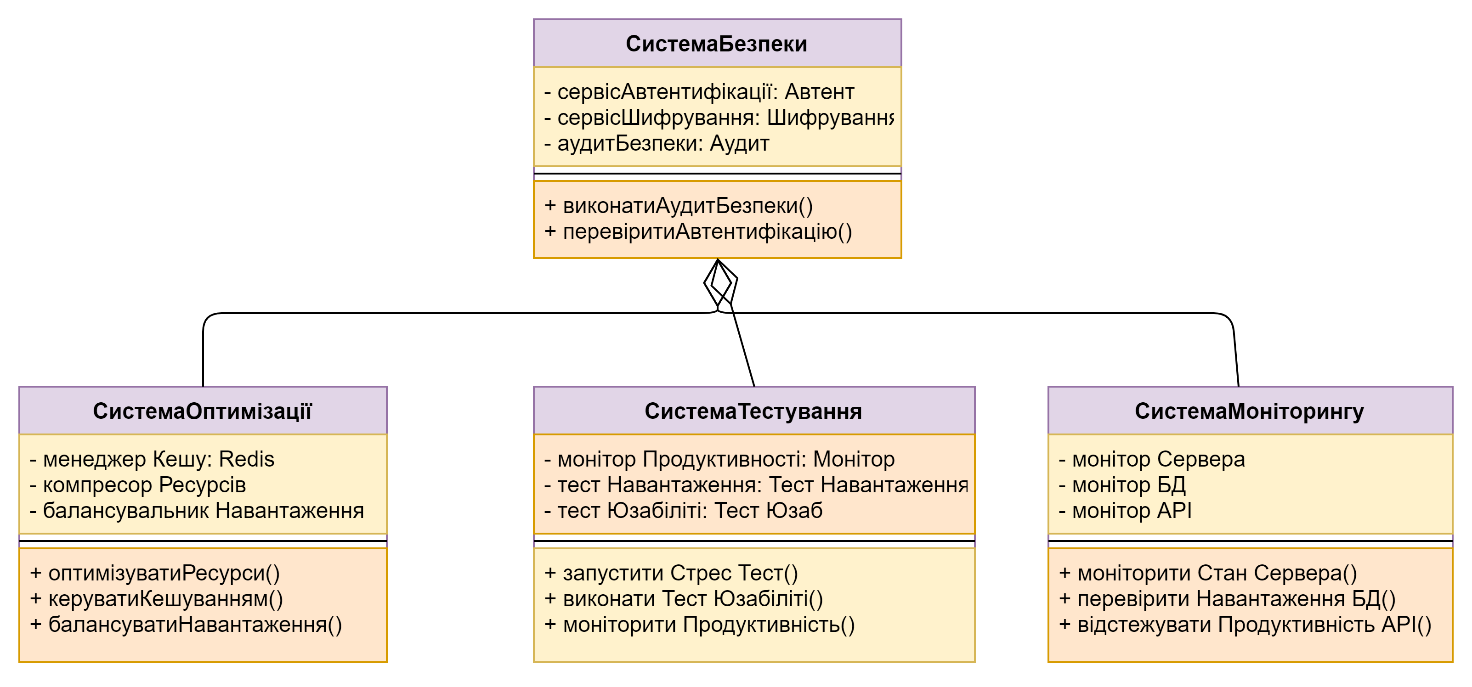 СистемаБезпеки
- сервісАвтентифікації: Автент
- сервісШифрування: Шифрування
- аудитБезпеки: Аудит
+ виконатиАудитБезпеки()
+ перевіритиАвтентифікацію()
СистемаОптимізації
- менеджер Кешу: Redis
- компресор Ресурсів
- балансувальник Навантаження
+ оптимізуватиРесурси()
+ керуватиКешуванням()
+ балансуватиНавантаження()
СистемаТестування
- монітор Продуктивності: Монітор
- тест Навантаження: Тест Навантаження
- тест Юзабіліті: Тест Юзаб
+ запустити Стрес Тест()
+ виконати Тест Юзабіліті()
+ моніторити Продуктивність()
СистемаМоніторингу
- монітор Сервера
- монітор БД
- монітор API
+ моніторити Стан Сервера()
+ перевірити Навантаження БД()
+ відстежувати Продуктивність API()